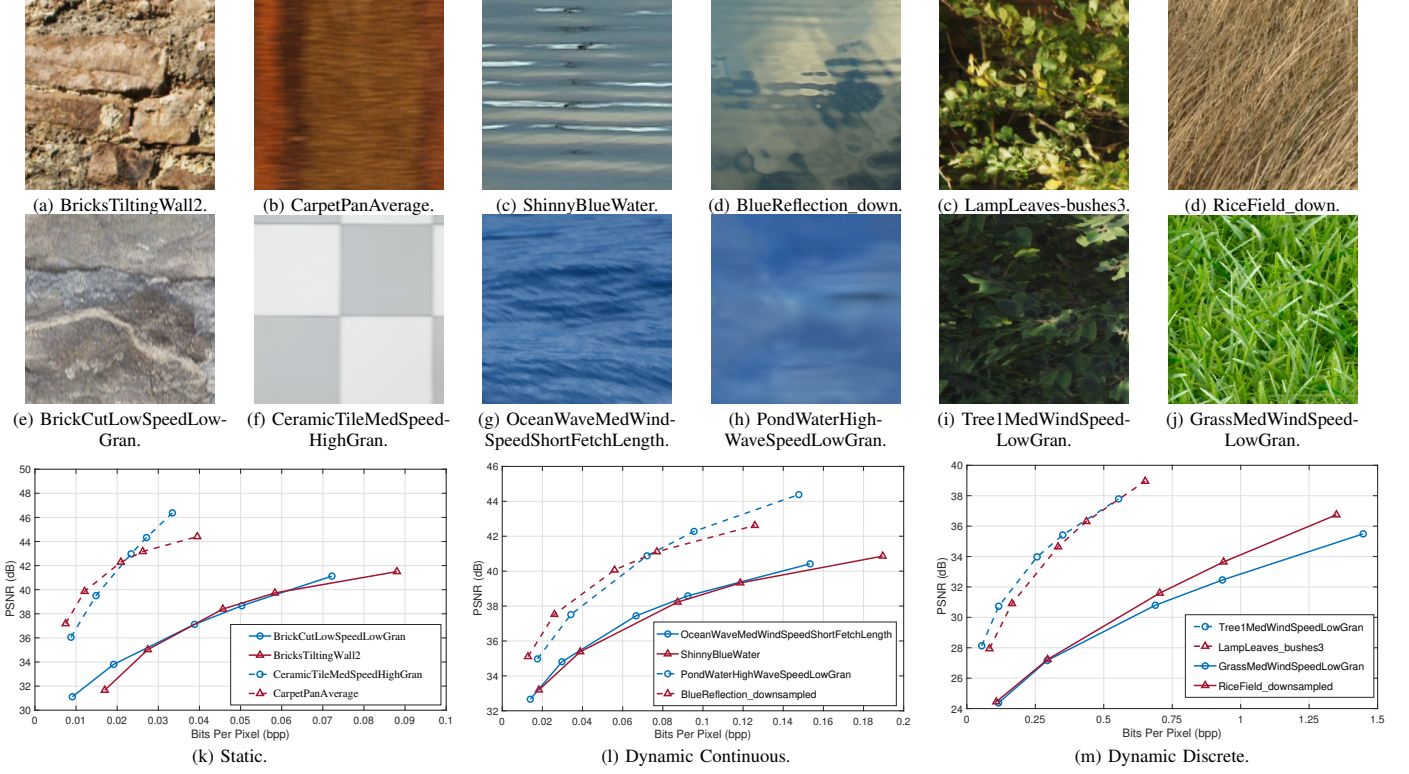 (a) BricksTiltingWall2.
(b) CarpetPanAverage.
(c) ShinnyBlueWater.
(d) BlueReflection_down.
(c) LampLeaves-bushes3.
(d) RiceField_down.
(e) BrickCutLowSpeedLow-
Gran.
(f) CeramicTileMedSpeed-
HighGran.
(g) OceanWaveMedWind-
SpeedShortFetchLength.
(h) PondWaterHigh-
WaveSpeedLowGran.
(i) Tree1MedWindSpeed-
LowGran.
(j) GrassMedWindSpeed-
LowGran.
50
48
46
44
42
40
38
36
34
32
30
PSNR (dB)
BrickCutLowSpeedLowGran
BricksTiltingWall2
CeramicTileMedSpeedHighGran
CarpetPanAverage
0 0.01 0.02 0.03 0.04 0.05 0.06 0.07 0.08 0.09 0.1
Bits Per Pixel (bpp)
(k) Static.
46
44
42
40
38
36
34
32
PSNR (dB)
OceanWaveMedWindSpeedShortFetchLength
ShinnyBlueWater
PondWaterHighWaveSpeedLowGran
BlueReflection_downsampled
0 0.02 0.04 0.06 0.08 0.1 0.12 0.14 0.16 0.18 0.2
Bits Per Pixel (bpp)
(l) Dynamic Continuous.
40
38
36
34
32
30
28
26
24
PSNR (dB)
Tree1MedWindSpeedLowGran
LampLeaves_bushes3
GrassMedWindSpeedLowGran
RiceField_downsampled
0 0.25 0.5 0.75 1 1.25 1.5
Bits Per Pixel (bpp)
(m) Dynamic Discrete.